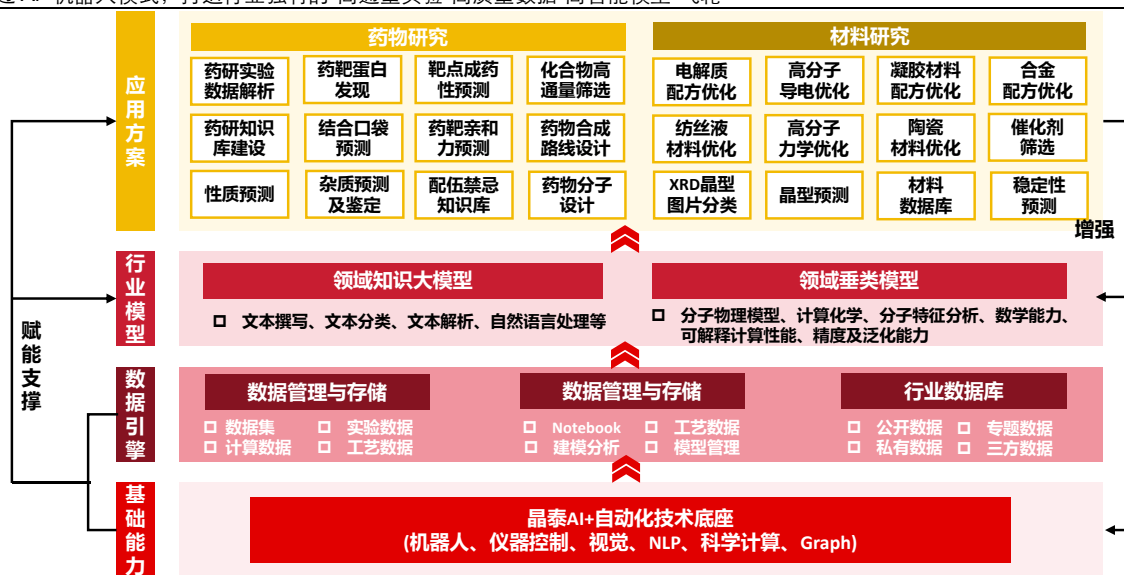 药物研究
材料研究
应用方案
药研实验
数据解析
药靶蛋白
发现
靶点成药
性预测
化合物高
通量筛选
电解质
配方优化
高分子
导电优化
凝胶材料
配方优化
合金
配方优化
药研知识
库建设
结合口袋
预测
药靶亲和
力预测
药物合成
路线设计
纺丝液
材料优化
高分子
力学优化
陶瓷
材料优化
催化剂
筛选
性质预测
杂质预测
及鉴定
配伍禁忌
知识库
药物分子
设计
XRD晶型
图片分类
晶型预测
材料
数据库
稳定性
预测
增强
行业模型
领域知识大模型
领域垂类模型
文本撰写、文本分类、文本解析、自然语言处理等
分子物理模型、计算化学、分子特征分析、数学能力、
可解释计算性能、精度及泛化能力
赋能支撑
数据引擎
数据管理与存储
数据管理与存储
行业数据库
数据集
实验数据
计算数据
工艺数据
Notebook
工艺数据
建模分析
模型管理
公开数据
专题数据
私有数据
三方数据
基础能力
晶泰AI+自动化技术底座
(机器人、仪器控制、视觉、NLP、科学计算、Graph)